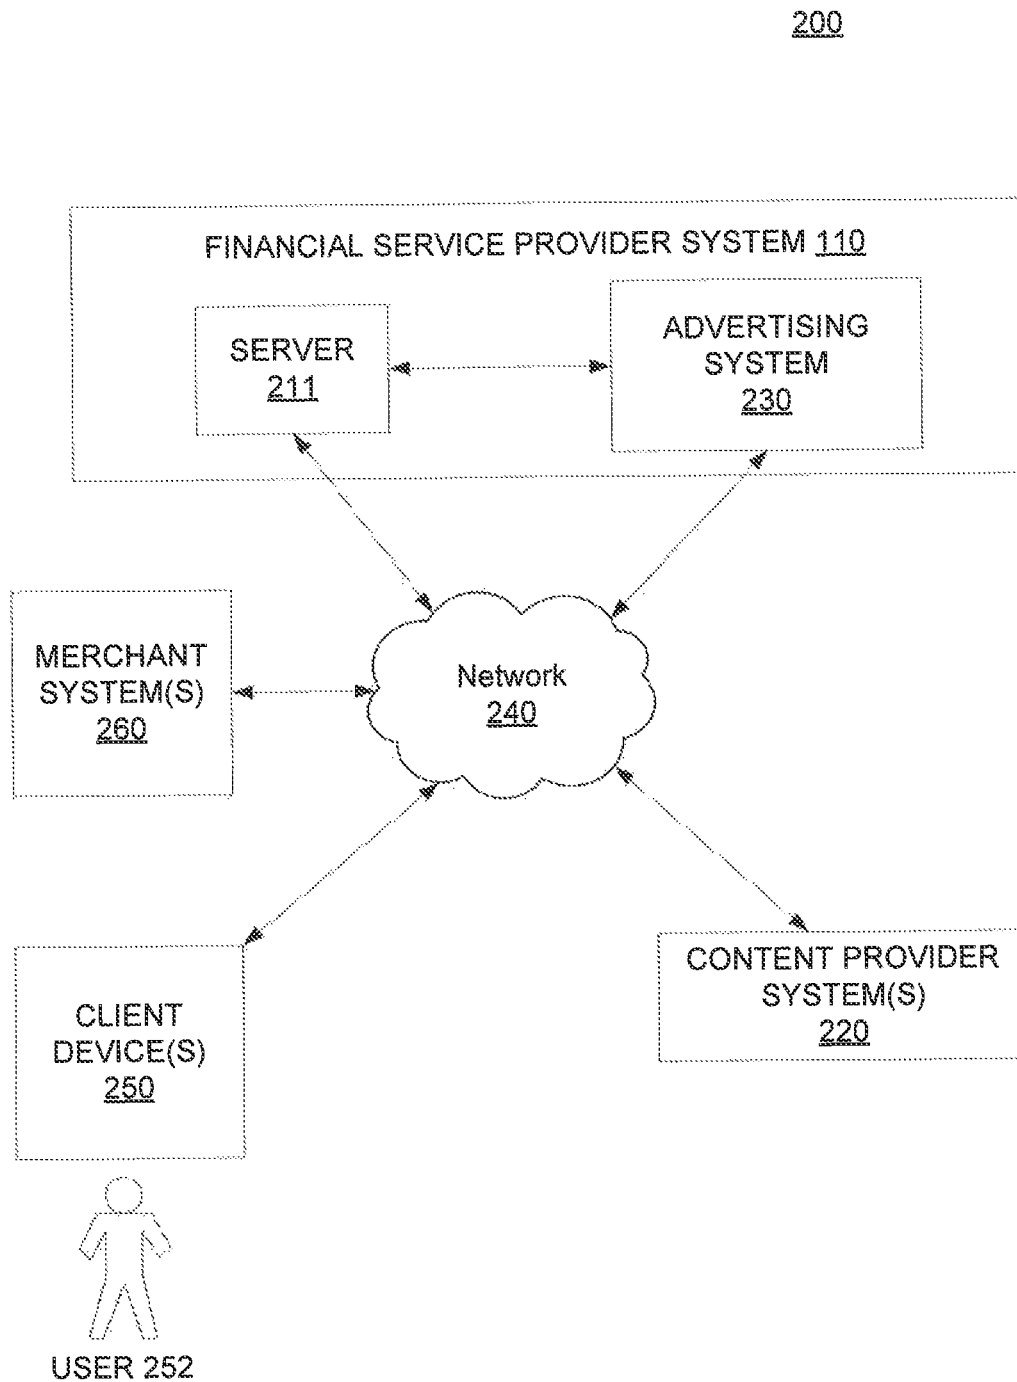 200
FINANCIAL SERVICE PROVIDER SYSTEM 110
SERVER
211
ADVERTISING
SYSTEM
230
MERCHANT
SYSTEM(S)
260
Network
240
CLIENT
DEVICE(S)
250
CONTENT PROVIDER
SYSTEM(S)
220
USER 252